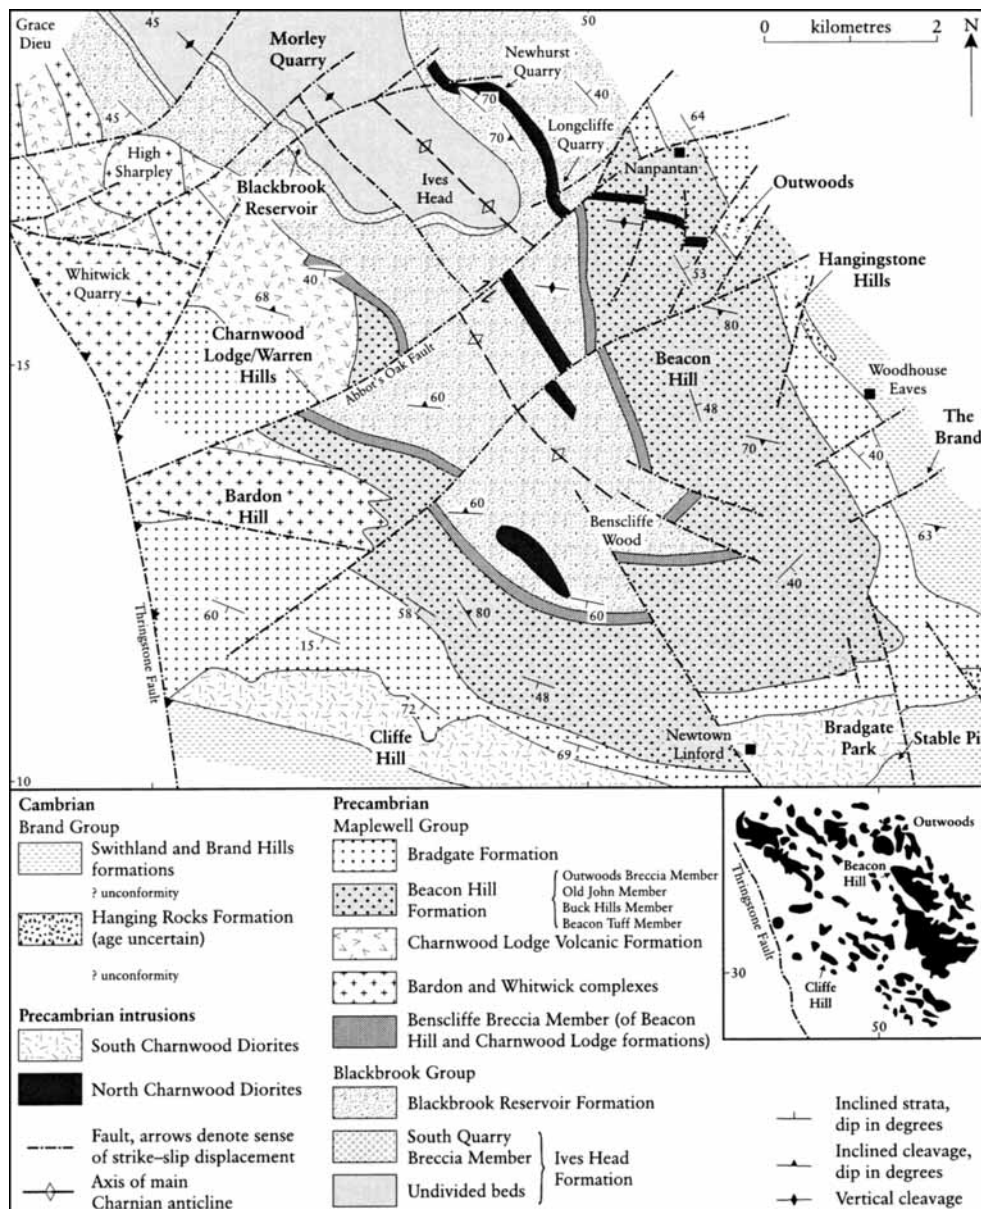 Grace
Dieu
45
50
0 kilometres 2
N
Morley
Quarry
Newhurst
Quarry
70
40
45
64
70
Longcliffe
Quarry
High
Sharpley
Ives
Head
Nanpantan
Blackbrook
Reservoir
Outwoods
Whitwick
Quarry
40
53
Hangingstone
Hills
68
80
Charnwood
Lodge/Warren
Hills
15
Abbot's Oak Fault
Beacon
Hill
Woodhouse
Eaves
60
48
70
40
The
Brand
Bardon
Hill
60
Benscliffe
Wood
63
40
60
58
80
60
15
Thringstone Fault
48
72
Cliffe
Hill
69
Newtown
Linford
Bradgate
Park
Stable Pi
10
Cambrian
Brand Group
Swithland and Brand Hills
formations
? unconformity
Hanging Rocks Formation
(age uncertain)
? unconformity
Precambrian intrusions
South Charnwood Diorites
North Charnwood Diorites
Fault, arrows denote sense
of strike–slip displacement
Axis of main
Charnian anticline
Precambrian
Maplewell Group
Bradgate Formation
Beacon Hill
Formation
Outwoods Breccia Member
Old John Member
Buck Hills Member
Beacon Tuff Member
Charnwood Lodge Volcanic Formation
Bardon and Whitwick complexes
Benscliffe Breccia Member (of Beacon
Hill and Charnwood Lodge formations)
Blackbrook Group
Blackbrook Reservoir Formation
South Quarry
Breccia Member
Undivided beds
Ives Head
Formation
Outwoods
Beacon
Hill
Thringstone Fault
30
Cliffe
Hill
50
Inclined strata,
dip in degrees
Inclined cleavage,
dip in degrees
Vertical cleavage